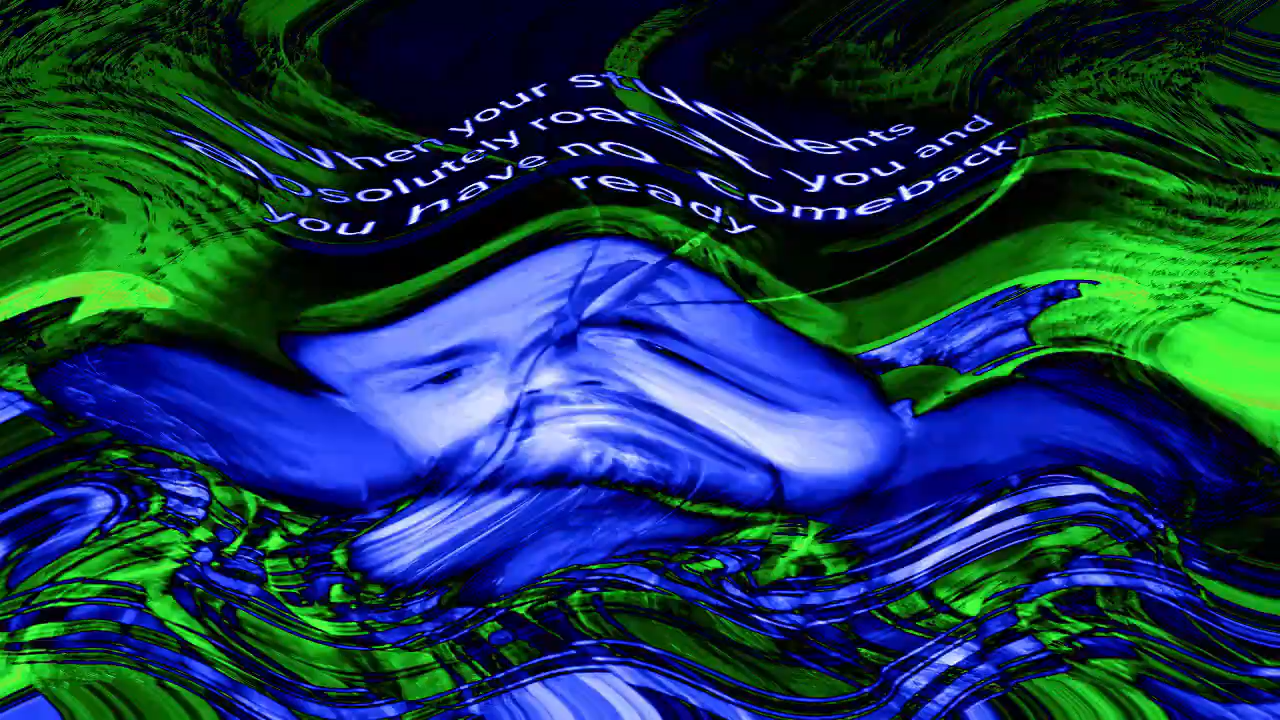 When your students
absolutely roast you and
you have no comeback
ready